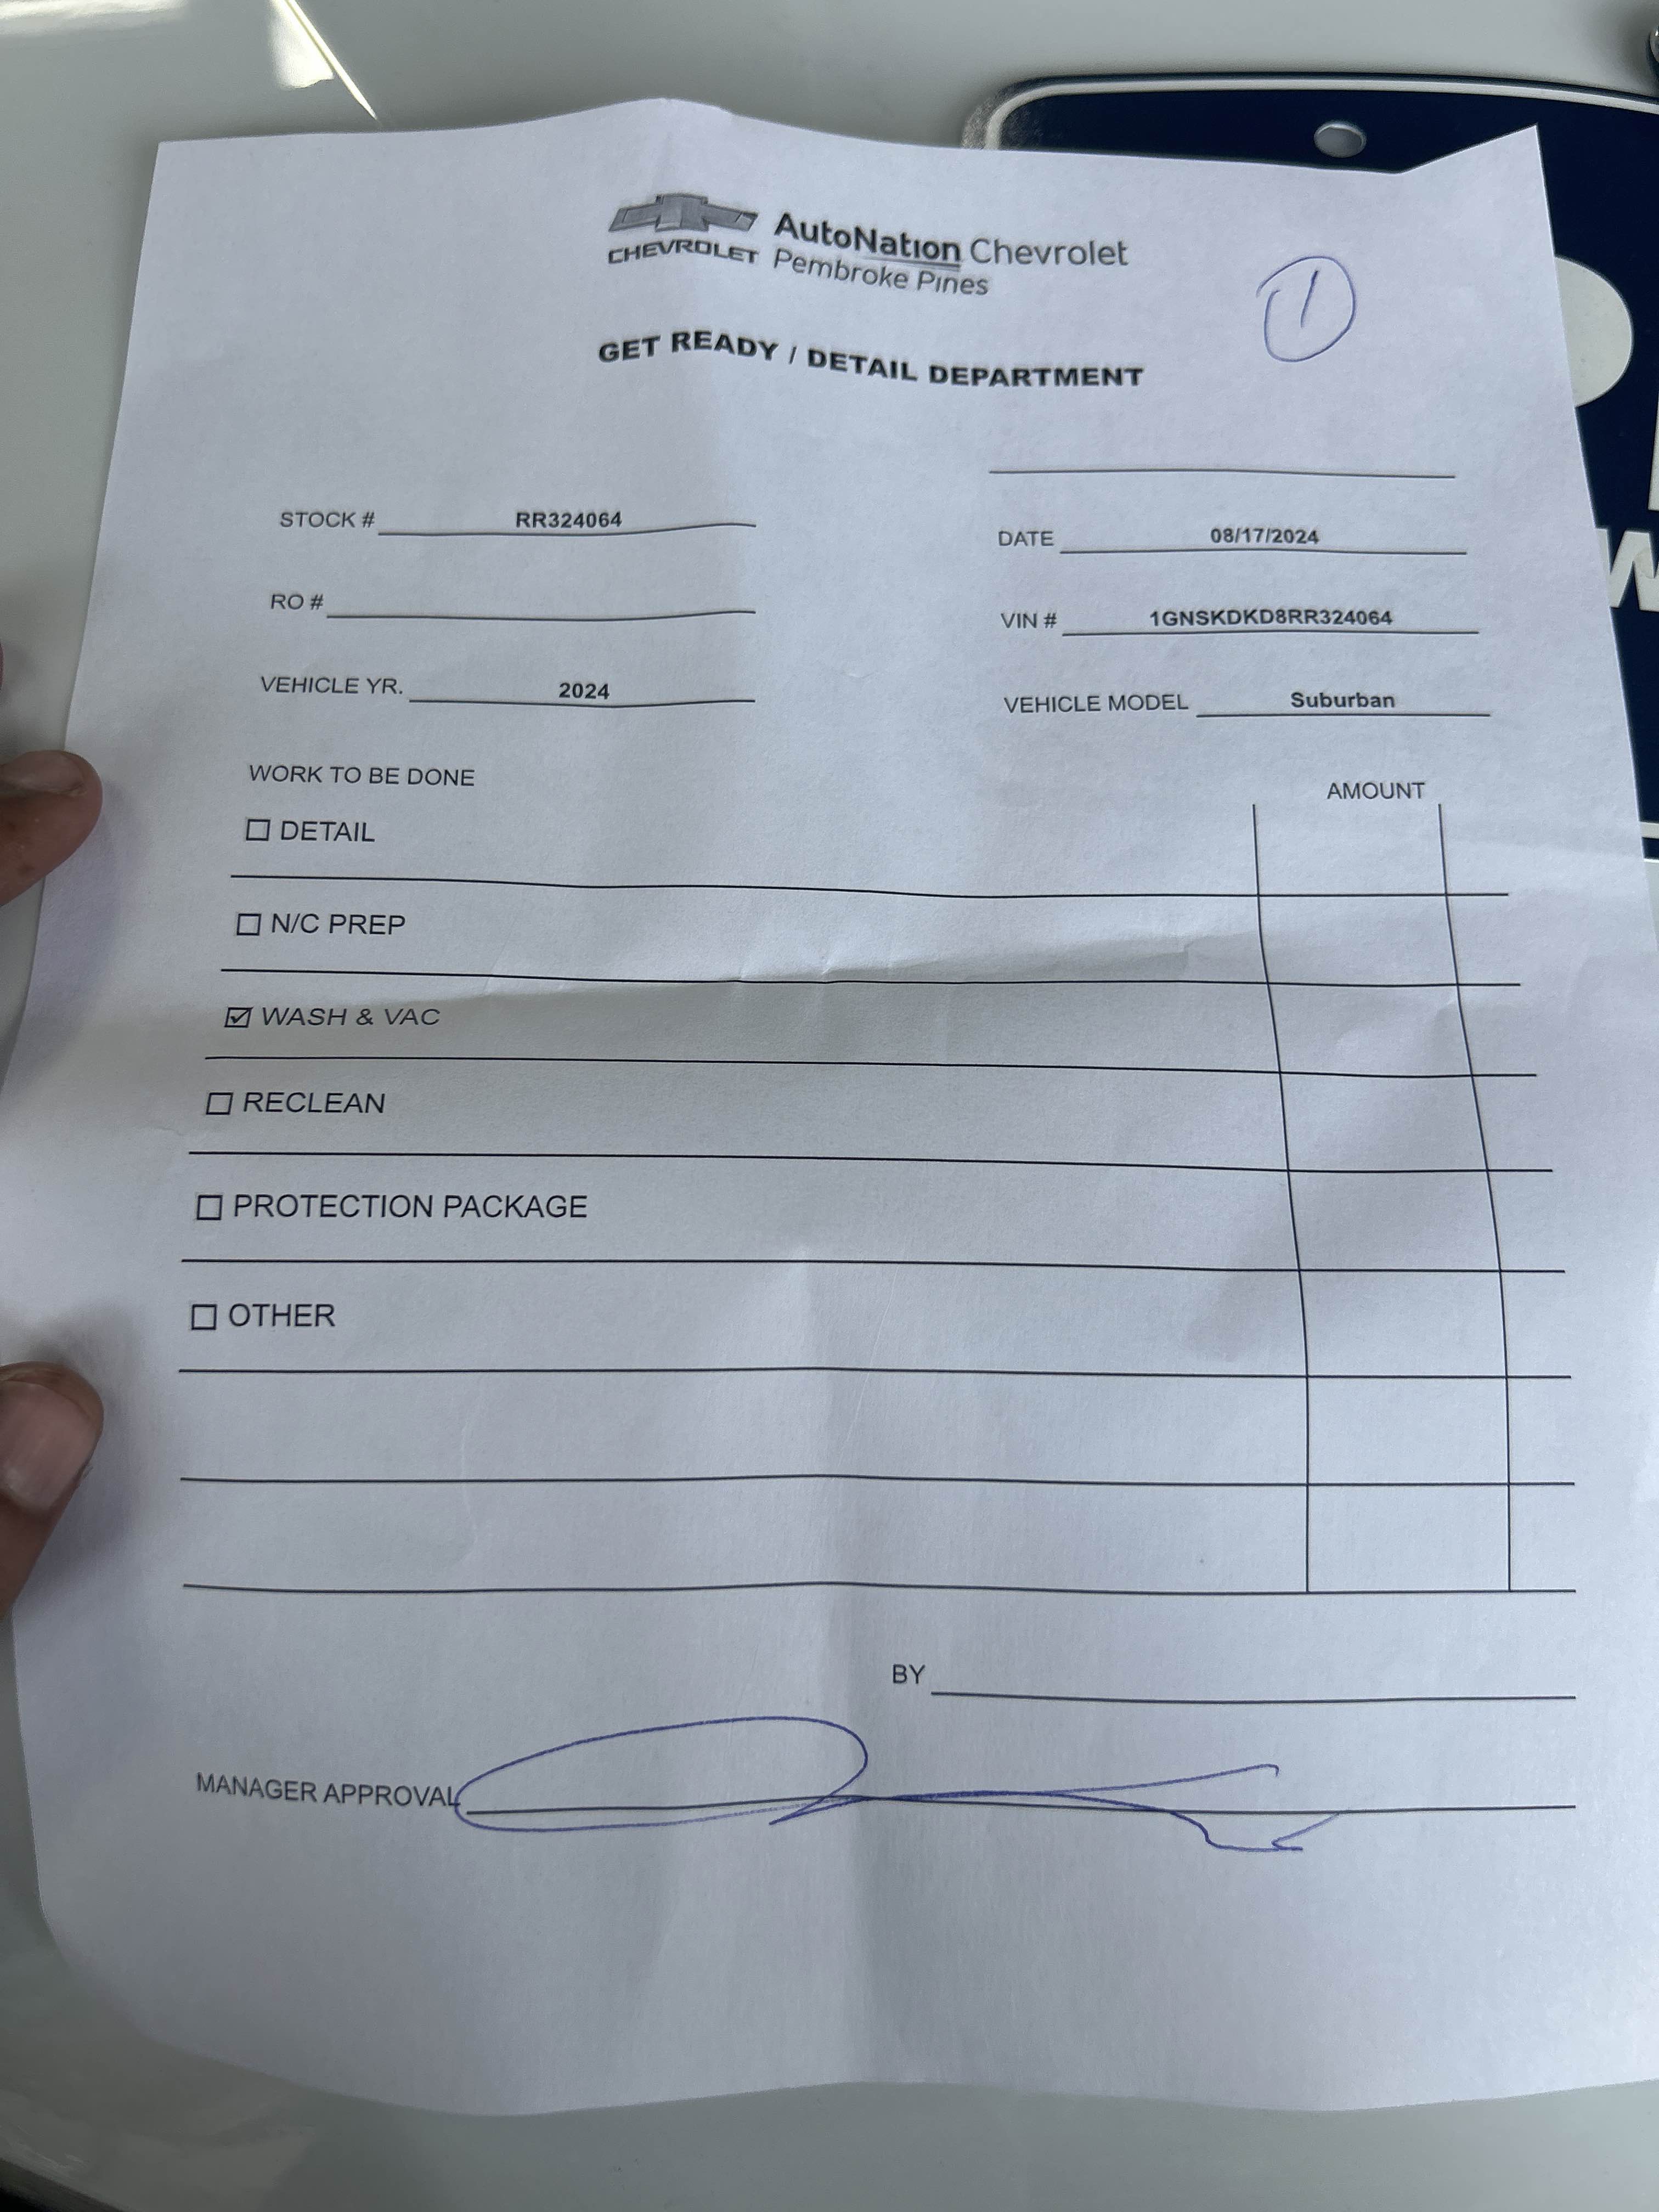 CHEVROLET
AutoNation Chevrolet
Pembroke Pines
1
GET READY / DETAIL DEPARTMENT
STOCK # RR324064
DATE 08/17/2024
RO #
VIN # 1GNSKDKD8RR324064
VEHICLE YR. 2024
VEHICLE MODEL Suburban
WORK TO BE DONE
AMOUNT
☐ DETAIL
☐ N/C PREP
☑ WASH & VAC
☐ RECLEAN
☐ PROTECTION PACKAGE
☐ OTHER
BY
MANAGER APPROVAL